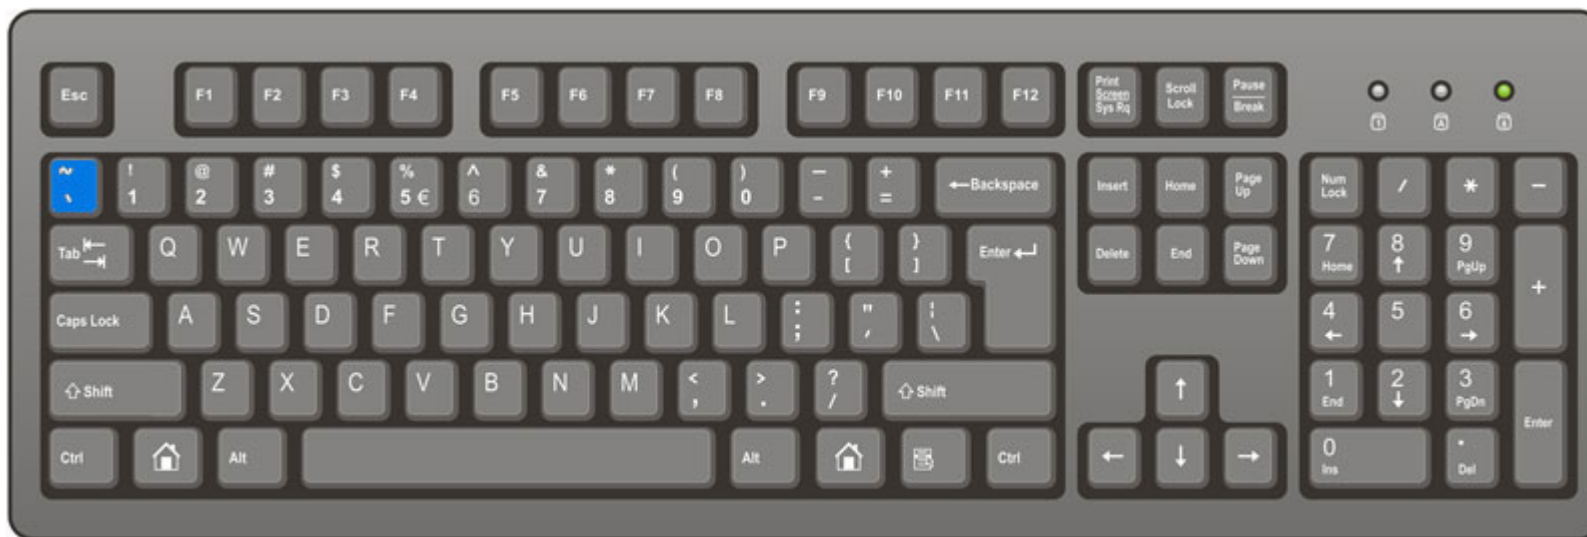 Esc F1 F2 F3 F4 F5 F6 F7 F8 F9 F10 F11 F12 Print Screen Sys Rq Scroll Lock Pause Break
1 A
~ ` ! 1 @ 2 # 3 $ 4 % 5 € ^ 6 & 7 * 8 ( 9 ) 0 — - + = ←Backspace Insert Home Page Up Num Lock / * −
Tab Q W E R T Y U I O P { [ } ] Enter Delete End Page Down 7 Home 8 ↑ 9 PgUp +
Caps Lock A S D F G H J K L : ; " ' ¦ \ 4 ← 5 6 →
⇧ Shift Z X C V B N M < , > . ? / ⇧ Shift ↑ 1 End 2 ↓ 3 PgDn Enter
Ctrl Alt Alt Ctrl ← ↓ → 0 Ins . Del